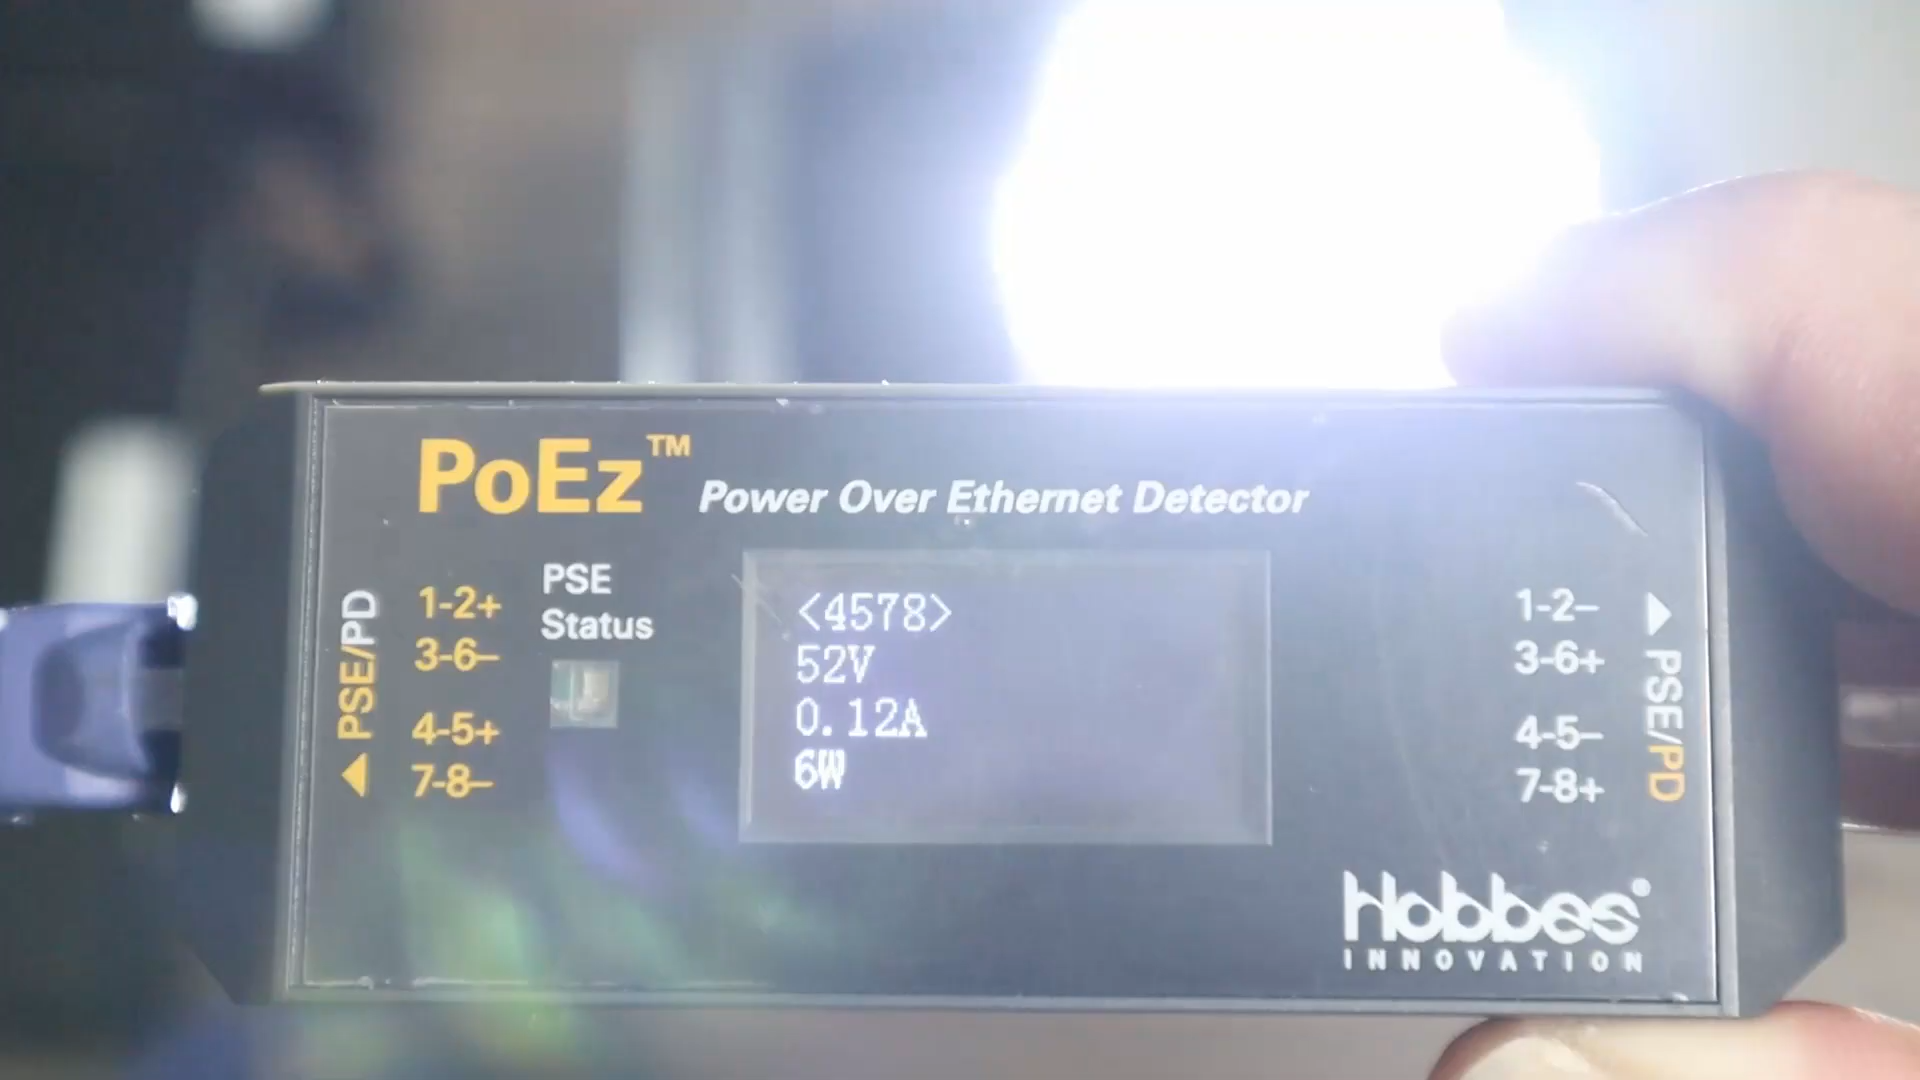 PoEz™ Power Over Ethernet Detector
PSE/PD
1-2+
3-6–
4-5+
7-8–
PSE
Status
<4578>
52V
0.12A
6W
1-2–
3-6+
4-5–
7-8+
PSE/PD
Hobbes®
INNOVATION